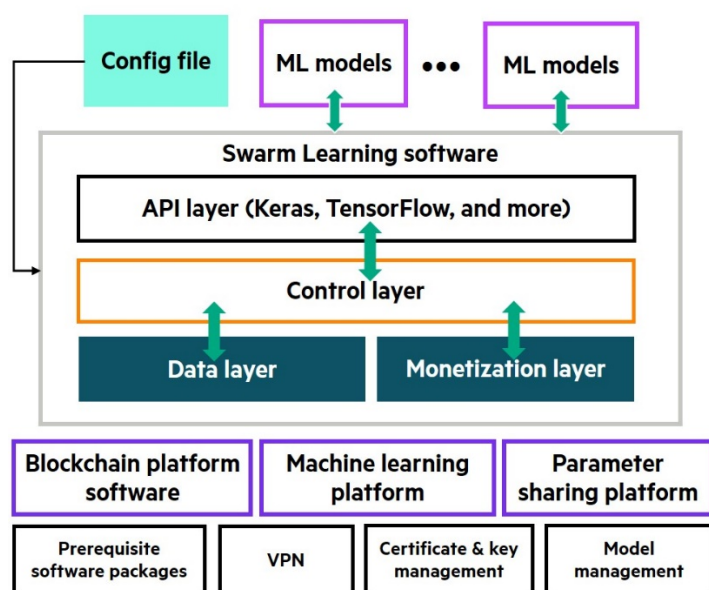 Config file
ML models
•••
ML models
Swarm Learning software
API layer (Keras, TensorFlow, and more)
Control layer
Data layer
Monetization layer
Blockchain platform
software
Machine learning
platform
Parameter
sharing platform
Prerequisite
software packages
VPN
Certificate & key
management
Model
management